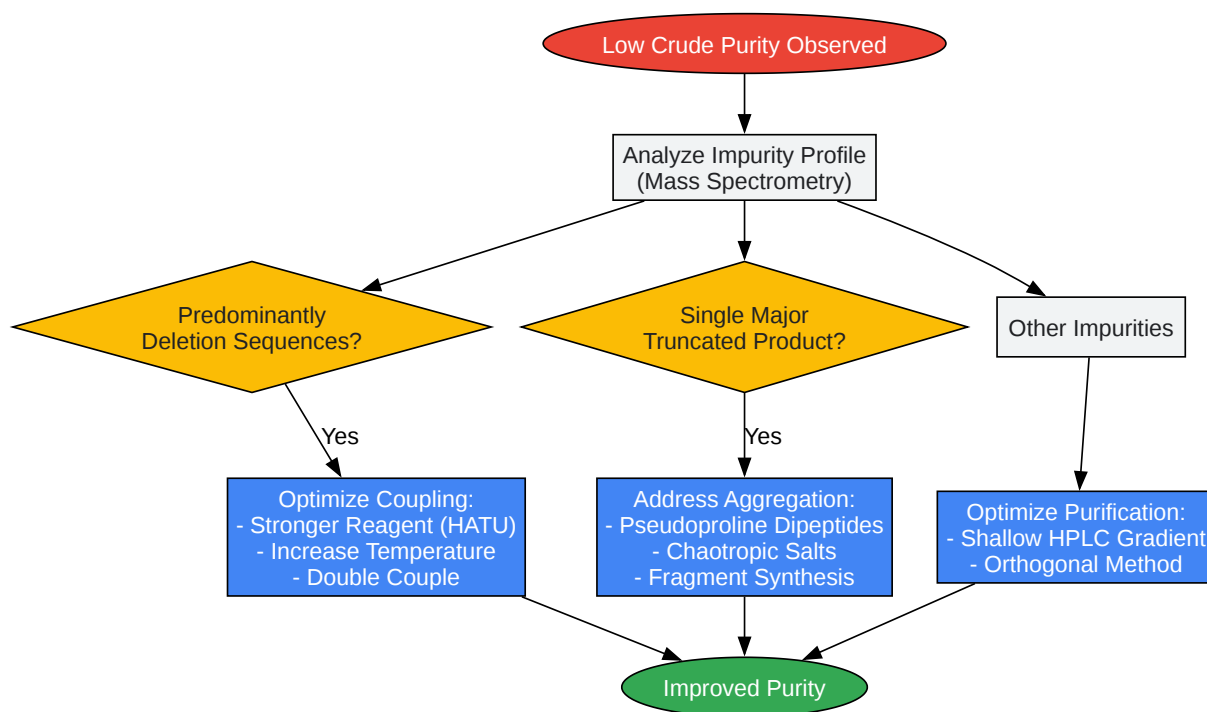 Low Crude Purity Observed
Analyze Impurity Profile
(Mass Spectrometry)
Predominantly
Deletion Sequences?
Single Major
Truncated Product?
Other Impurities
Yes
Yes
Optimize Coupling:
- Stronger Reagent (HATU)
- Increase Temperature
- Double Couple
Address Aggregation:
- Pseudoproline Dipeptides
- Chaotropic Salts
- Fragment Synthesis
Optimize Purification:
- Shallow HPLC Gradient
- Orthogonal Method
Improved Purity